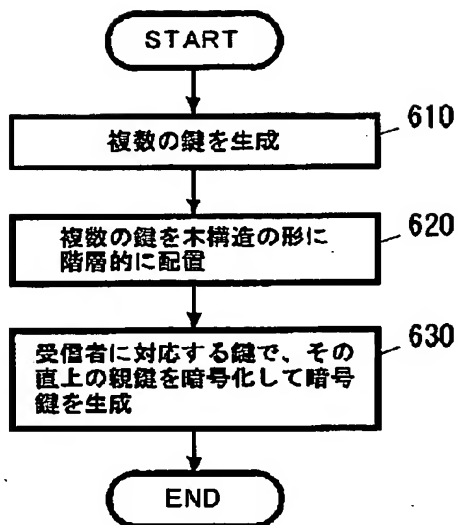 START
610
複数の鍵を生成
620
複数の鍵を木構造の形に
階層的に配置
630
受信者に対応する鍵で、その
直上の親鍵を暗号化して暗号
鍵を生成
END